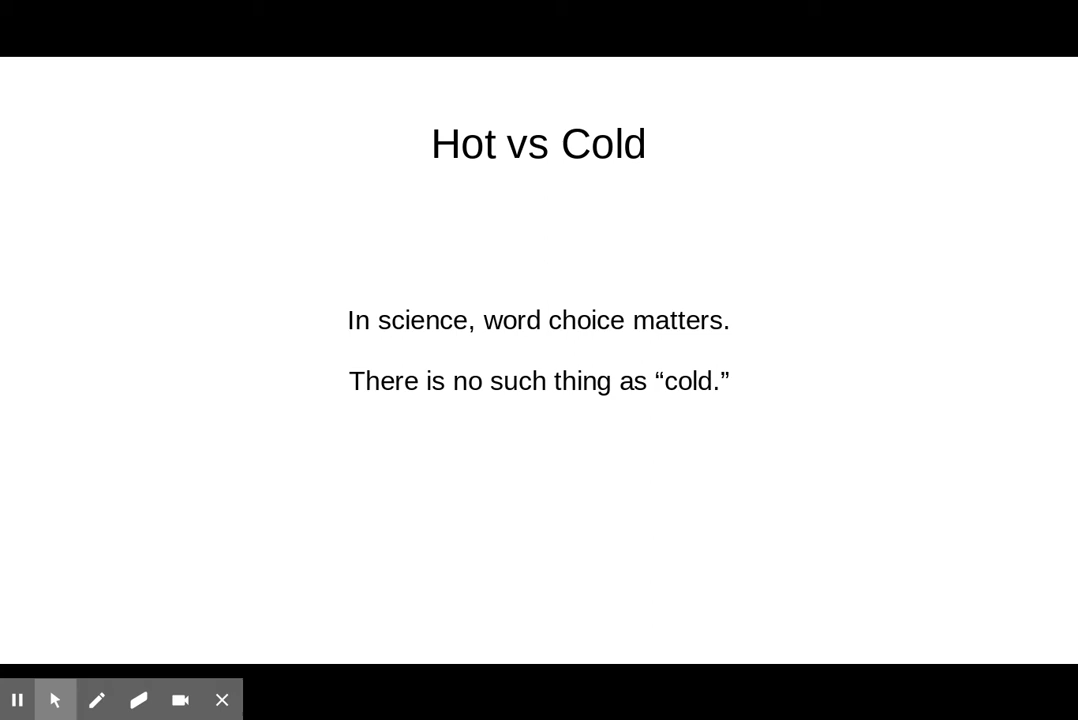 Hot vs Cold
In science, word choice matters.
There is no such thing as “cold.”